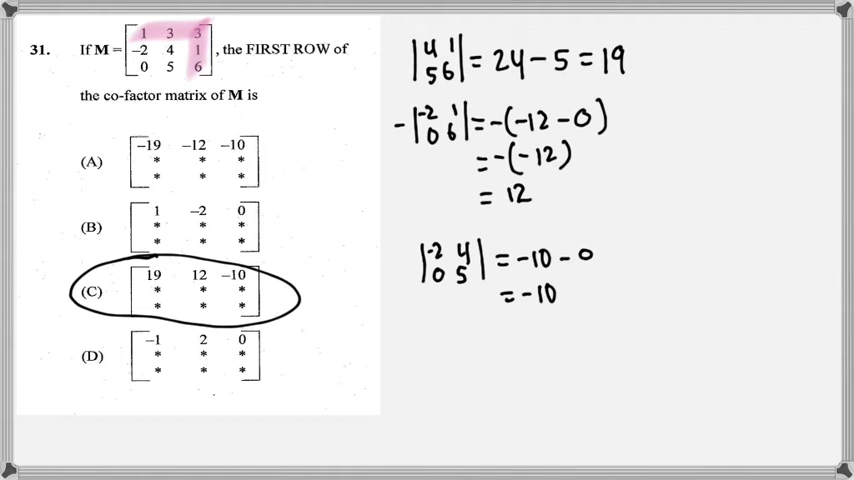 31. If M = [ 1 3 3
-2 4 1 , the FIRST ROW of
0 5 6 ]
the co-factor matrix of M is
(A) [ -19 -12 -10
* * *
* * * ]
(B) [ 1 -2 0
* * *
* * * ]
(C) [ 19 12 -10
* * *
* * * ]
(D) [ -1 2 0
* * *
* * * ]
|4 1
5 6| = 24 - 5 = 19
-|-2 1
0 6| = -(-12 - 0)
= -(-12)
= 12
|-2 4
0 5| = -10 - 0
= -10